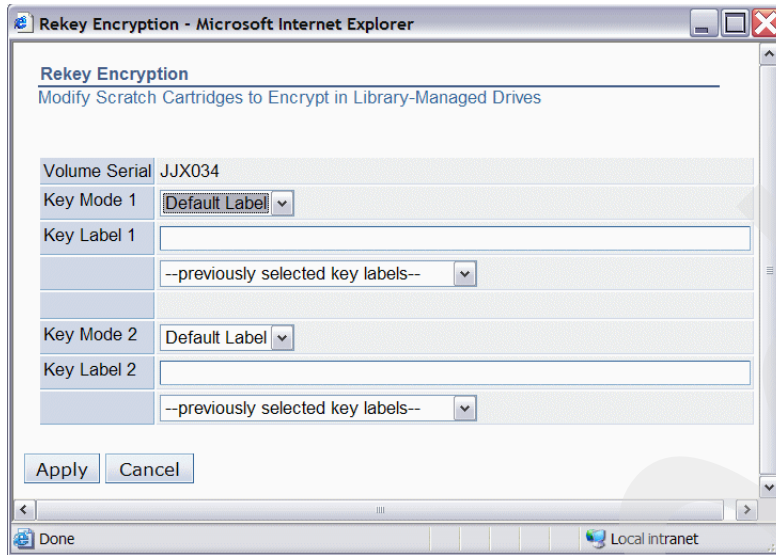 Rekey Encryption - Microsoft Internet Explorer
Rekey Encryption
Modify Scratch Cartridges to Encrypt in Library-Managed Drives
Volume Serial JJX034
Key Mode 1 Default Label
Key Label 1
--previously selected key labels--
Key Mode 2 Default Label
Key Label 2
--previously selected key labels--
Apply Cancel
Done Local intranet